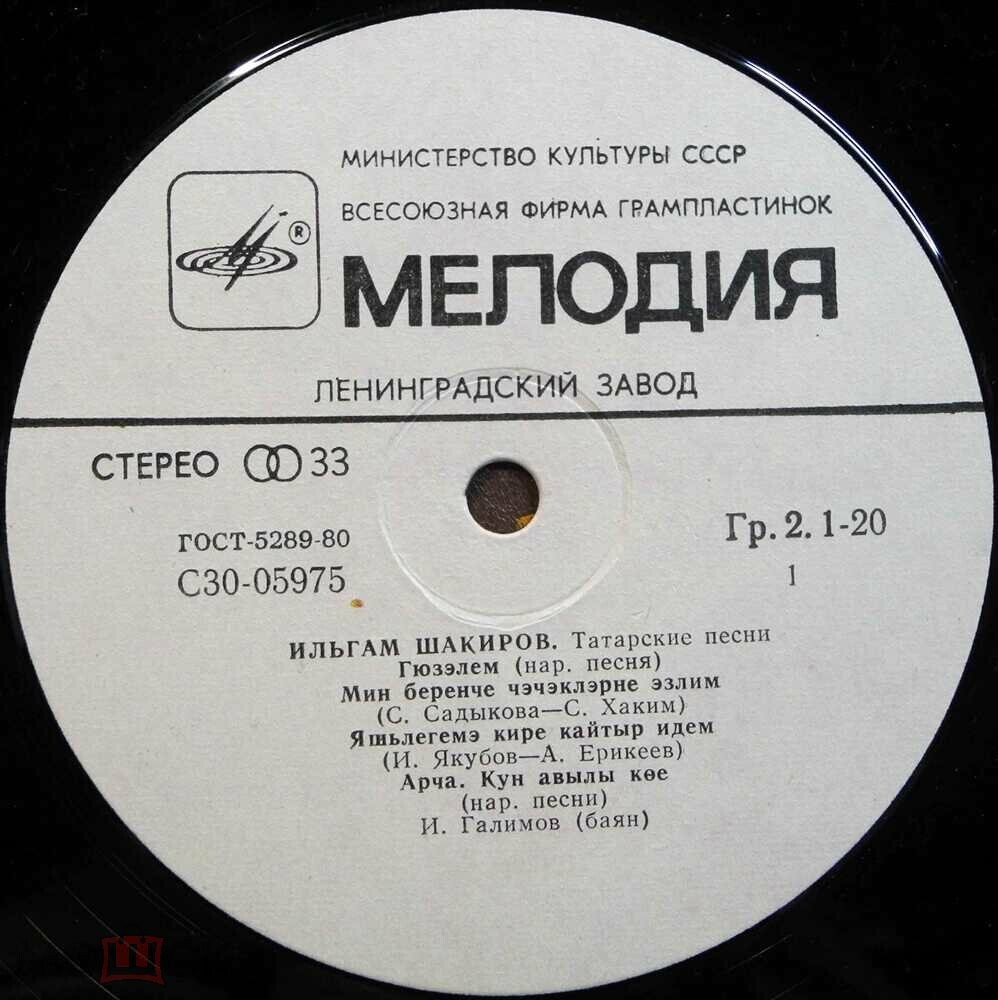 МИНИСТЕРСТВО КУЛЬТУРЫ СССР
ВСЕСОЮЗНАЯ ФИРМА ГРАМПЛАСТИНОК
®
МЕЛОДИЯ
ЛЕНИНГРАДСКИЙ ЗАВОД
СТЕРЕО 33
ГОСТ-5289-80
С30-05975
Гр. 2. 1-20
1
ИЛЬГАМ ШАКИРОВ. Татарские песни
Гюзэлем (нар. песня)
Мин беренче чэчэклэрне эзлим
(С. Садыкова—С. Хаким)
Яшьлегемэ кире кайтыр идем
(И. Якубов—А. Ерикеев)
Арча. Кун авылы көе
(нар. песни)
И. Галимов (баян)